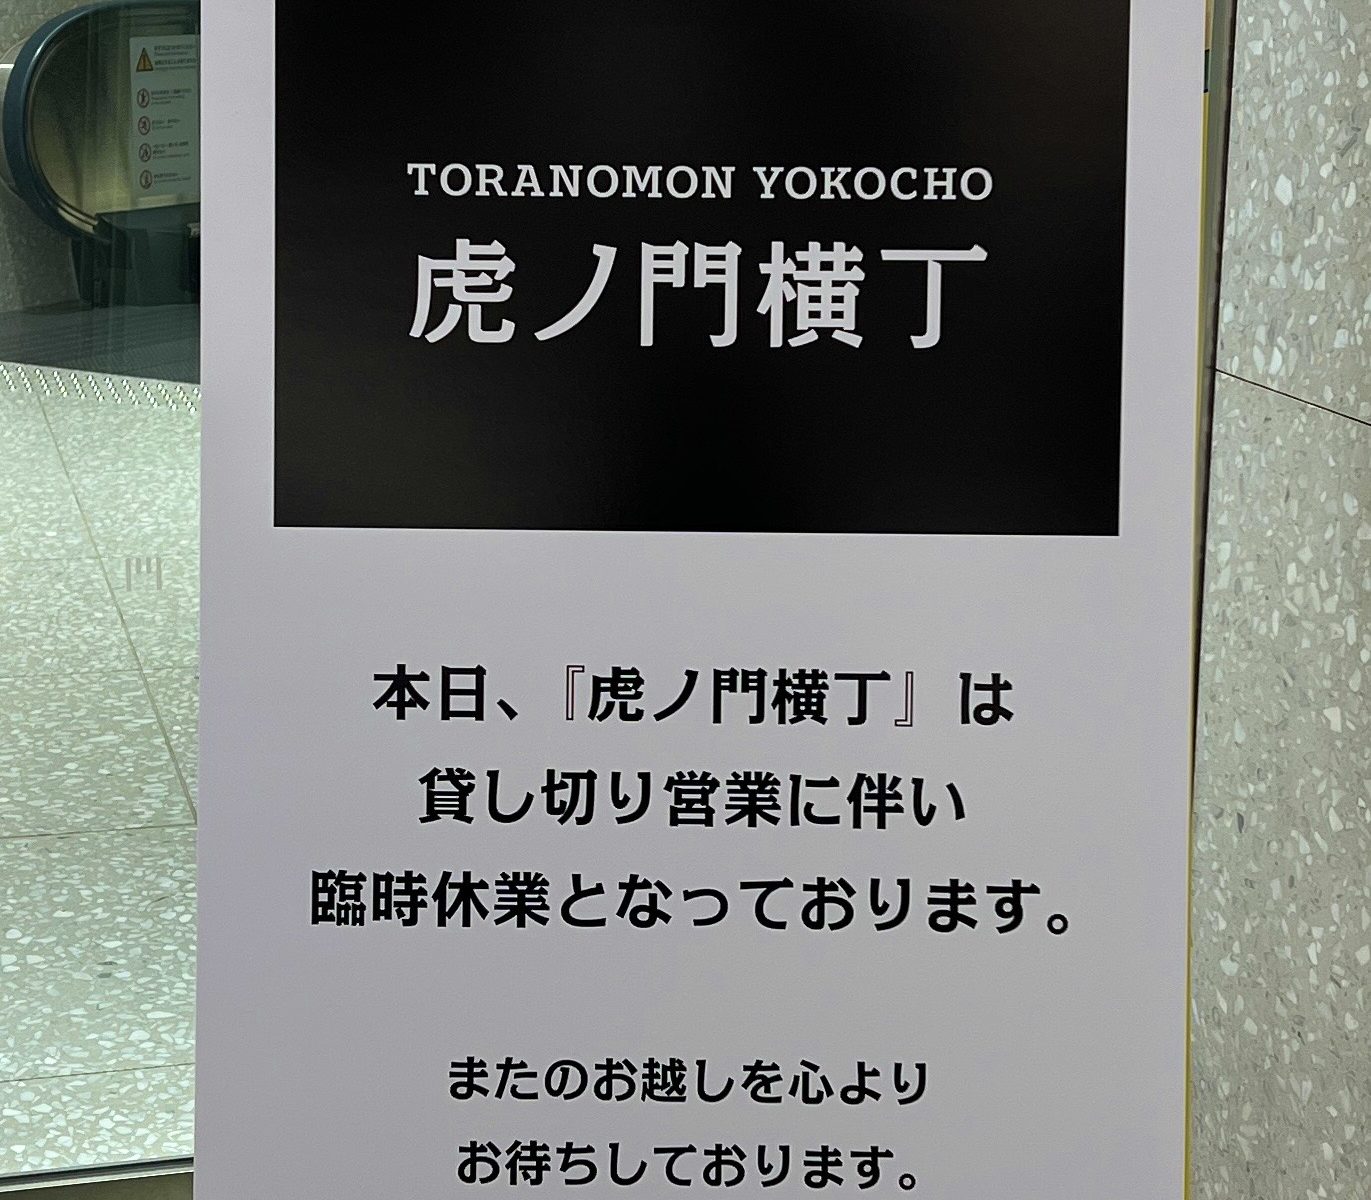 TORANOMON YOKOCHO
虎ノ門横丁
本日、『虎ノ門横丁』は
貸し切り営業に伴い
臨時休業となっております。
またのお越しを心より
お待ちしております。